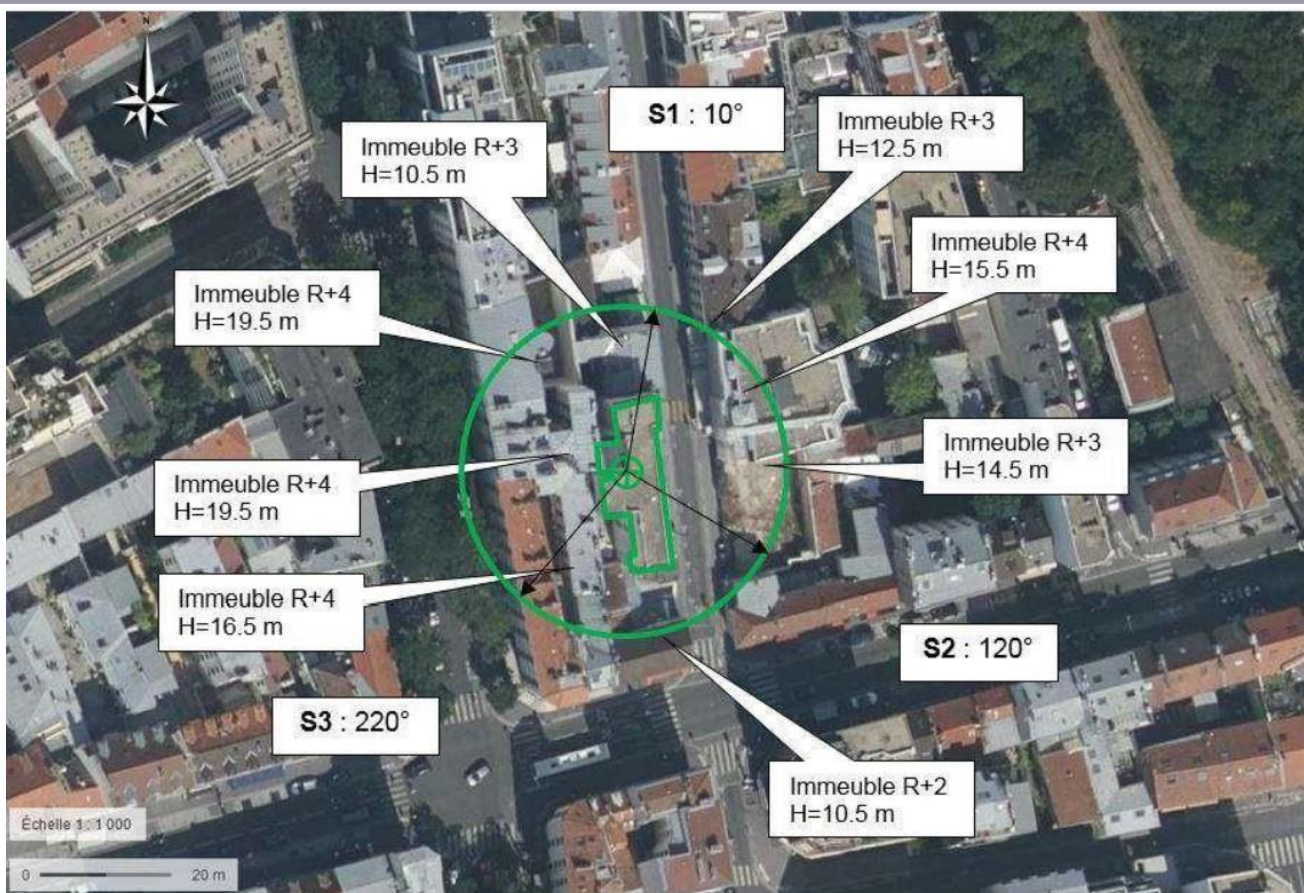 N
S1 : 10°
Immeuble R+3
H=12.5 m
Immeuble R+3
H=10.5 m
Immeuble R+4
H=15.5 m
Immeuble R+4
H=19.5 m
Immeuble R+3
H=14.5 m
Immeuble R+4
H=19.5 m
Immeuble R+4
H=16.5 m
S2 : 120°
S3 : 220°
Immeuble R+2
H=10.5 m
Échelle 1 : 1 000
0 20 m